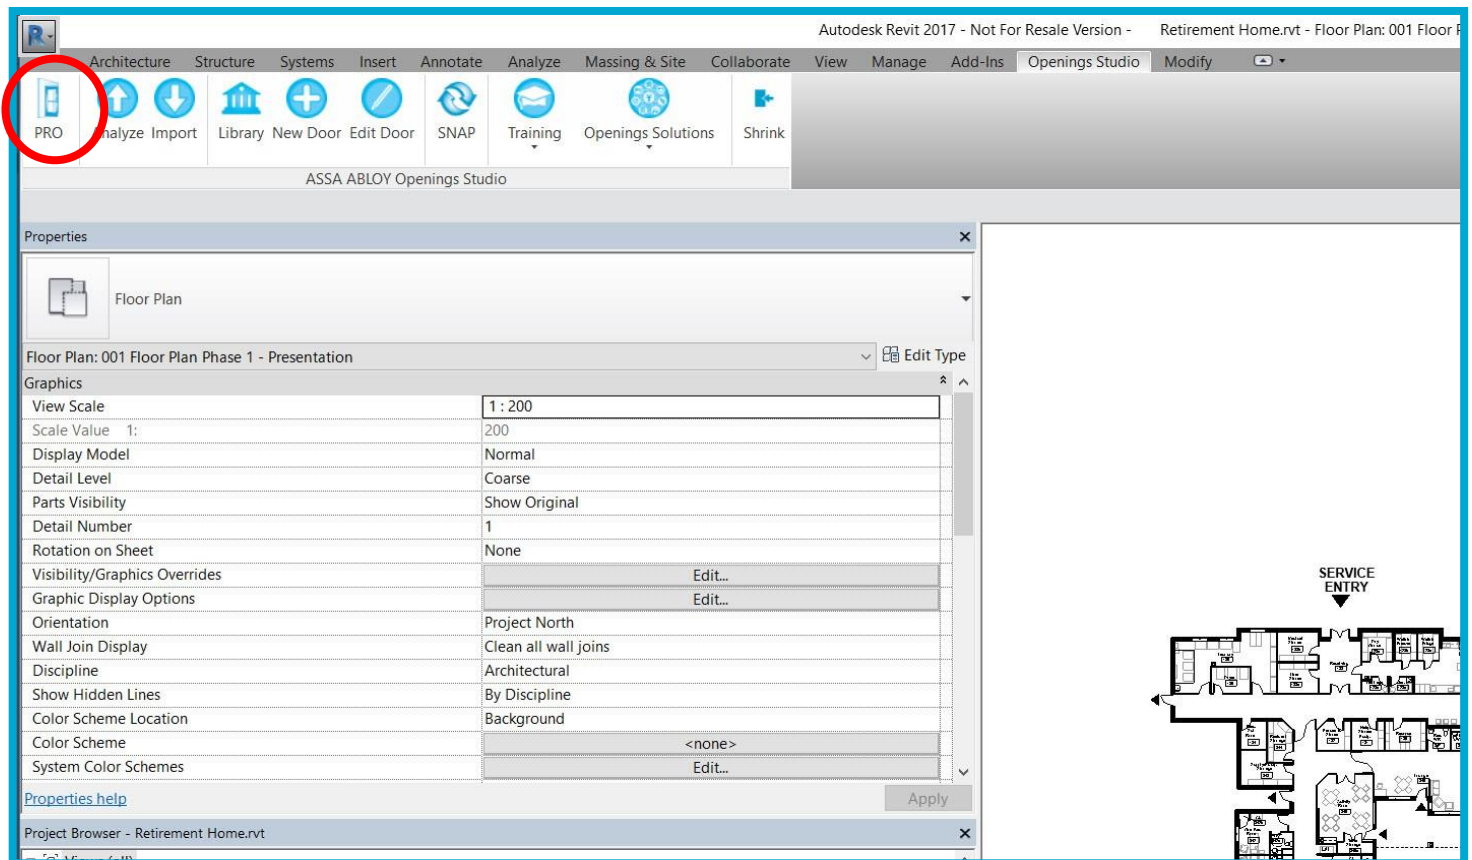 Autodesk Revit 2017 - Not For Resale Version -    Retirement Home.rvt - Floor Plan: 001 Floor
Architecture Structure Systems Insert Annotate Analyze Massing & Site Collaborate View Manage Add-Ins Openings Studio Modify
PRO Analyze Import Library New Door Edit Door SNAP Training Openings Solutions Shrink
ASSA ABLOY Openings Studio
Properties
Floor Plan
Floor Plan: 001 Floor Plan Phase 1 - Presentation Edit Type
Graphics
View Scale 1 : 200
Scale Value 1: 200
Display Model Normal
Detail Level Coarse
Parts Visibility Show Original
Detail Number 1
Rotation on Sheet None
Visibility/Graphics Overrides Edit...
Graphic Display Options Edit...
Orientation Project North
Wall Join Display Clean all wall joins
Discipline Architectural
Show Hidden Lines By Discipline
Color Scheme Location Background
Color Scheme <none>
System Color Schemes Edit...
Properties help Apply
Project Browser - Retirement Home.rvt
SERVICE
ENTRY